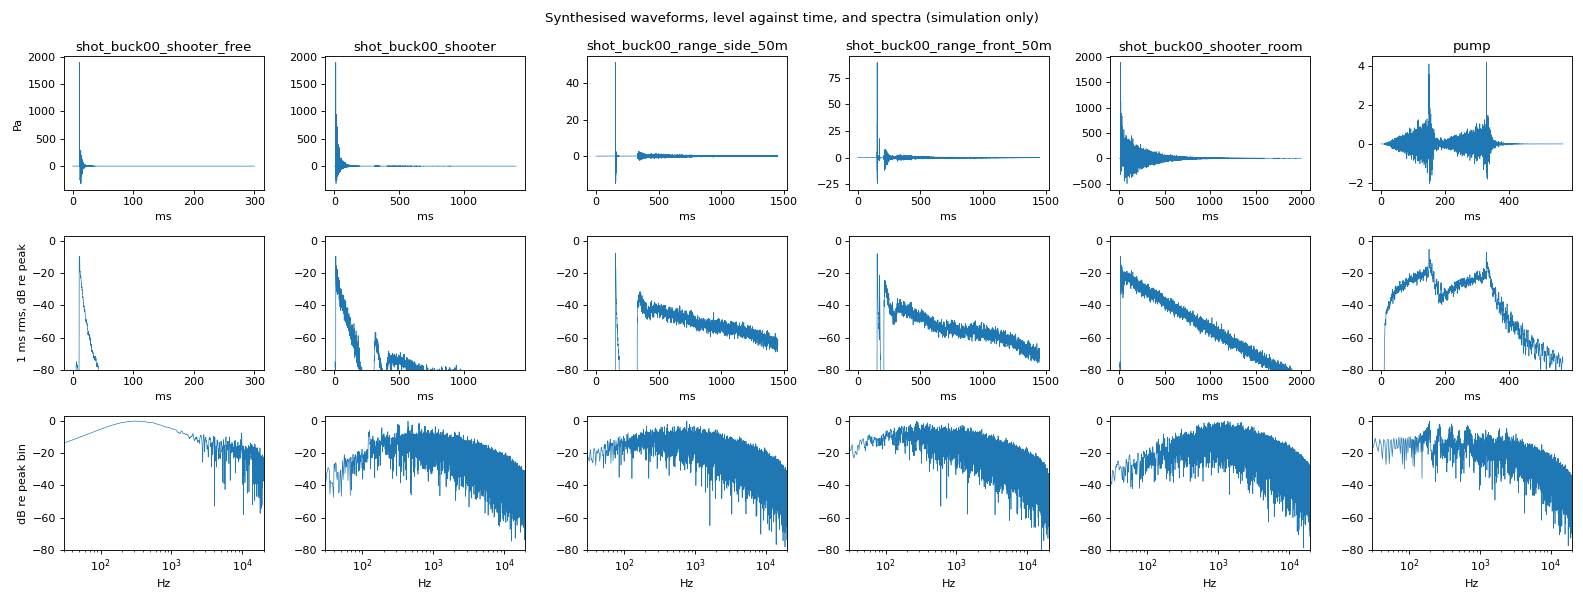 Synthesised waveforms, level against time, and spectra (simulation only)
shot_buck00_shooter_free
shot_buck00_shooter
shot_buck00_range_side_50m
shot_buck00_range_front_50m
shot_buck00_shooter_room
pump
Pa
2000
1500
1000
500
0
0 100 200 300
ms
2000
1500
1000
500
0
0 500 1000
ms
40
20
0
0 500 1000 1500
ms
75
50
25
0
−25
0 500 1000 1500
ms
2000
1500
1000
500
0
−500
0 500 1000 1500 2000
ms
4
2
0
−2
0 200 400
ms
1 ms rms, dB re peak
0
−20
−40
−60
−80
0 100 200 300
ms
0
−20
−40
−60
−80
0 500 1000
ms
0
−20
−40
−60
−80
0 500 1000 1500
ms
0
−20
−40
−60
−80
0 500 1000 1500
ms
0
−20
−40
−60
−80
0 500 1000 1500 2000
ms
0
−20
−40
−60
−80
0 200 400
ms
dB re peak bin
0
−20
−40
−60
−80
10² 10³ 10⁴
Hz
0
−20
−40
−60
−80
10² 10³ 10⁴
Hz
0
−20
−40
−60
−80
10² 10³ 10⁴
Hz
0
−20
−40
−60
−80
10² 10³ 10⁴
Hz
0
−20
−40
−60
−80
10² 10³ 10⁴
Hz
0
−20
−40
−60
−80
10² 10³ 10⁴
Hz